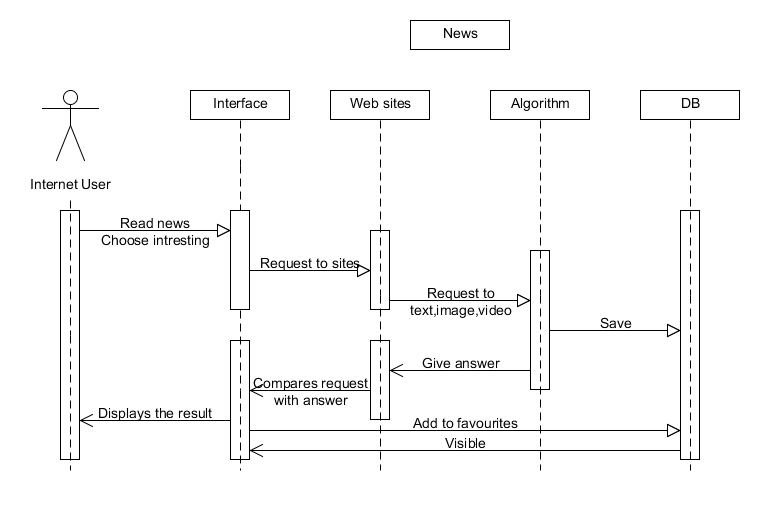 News
Interface
Web sites
Algorithm
DB
Internet User
Read news
Choose intresting
Request to sites
Request to
text,image,video
Save
Give answer
Compares request
with answer
Displays the result
Add to favourites
Visible